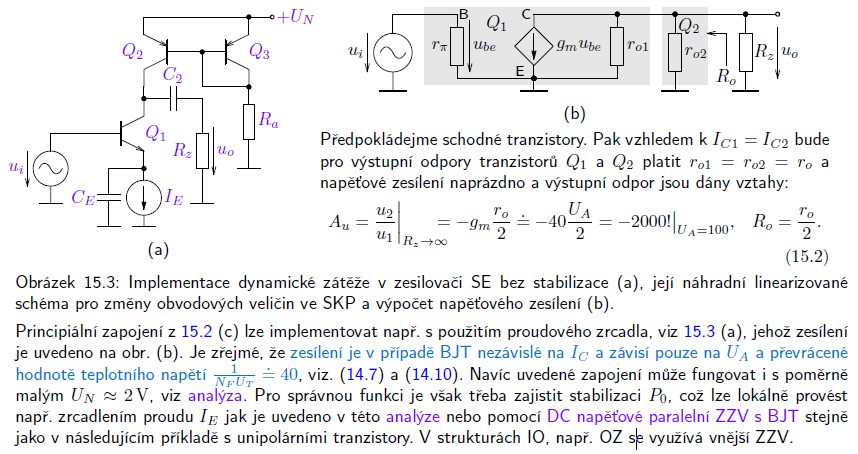 +U_N
Q_2
Q_3
C_2
Q_1
R_a
R_z
u_o
u_i
C_E
I_E
(a)
B
Q_1
C
Q_2
u_i
r_π
u_be
g_m u_be
r_o1
r_o2
R_z
u_o
E
R_o
(b)
Předpokládejme schodné tranzistory. Pak vzhledem k I_C1 = I_C2 bude
pro výstupní odpory tranzistorů Q_1 a Q_2 platit r_o1 = r_o2 = r_o a
napěťové zesílení naprázdno a výstupní odpor jsou dány vztahy:
A_u = u_2/u_1 |_{R_z→∞} = −g_m r_o/2 ≐ −40 U_A/2 = −2000!|_{U_A=100}, R_o = r_o/2.
(15.2)
Obrázek 15.3: Implementace dynamické zátěže v zesilovači SE bez stabilizace (a), její náhradní linearizované
schéma pro změny obvodových veličin ve SKP a výpočet napěťového zesílení (b).
Principiální zapojení z 15.2 (c) lze implementovat např. s použitím proudového zrcadla, viz 15.3 (a), jehož zesílení
je uvedeno na obr. (b). Je zřejmé, že zesílení je v případě BJT nezávislé na I_C a závisí pouze na U_A a převrácené
hodnotě teplotního napětí 1/(N_F U_T) ≐ 40, viz. (14.7) a (14.10). Navíc uvedené zapojení může fungovat i s poměrně
malým U_N ≈ 2 V, viz analýza. Pro správnou funkci je však třeba zajistit stabilizaci P_0, což lze lokálně provést
např. zrcadlením proudu I_E jak je uvedeno v této analýze nebo pomocí DC napěťové paralelní ZZV s BJT stejně
jako v následujícím příkladě s unipolárními tranzistory. V strukturách IO, např. OZ se využívá vnější ZZV.